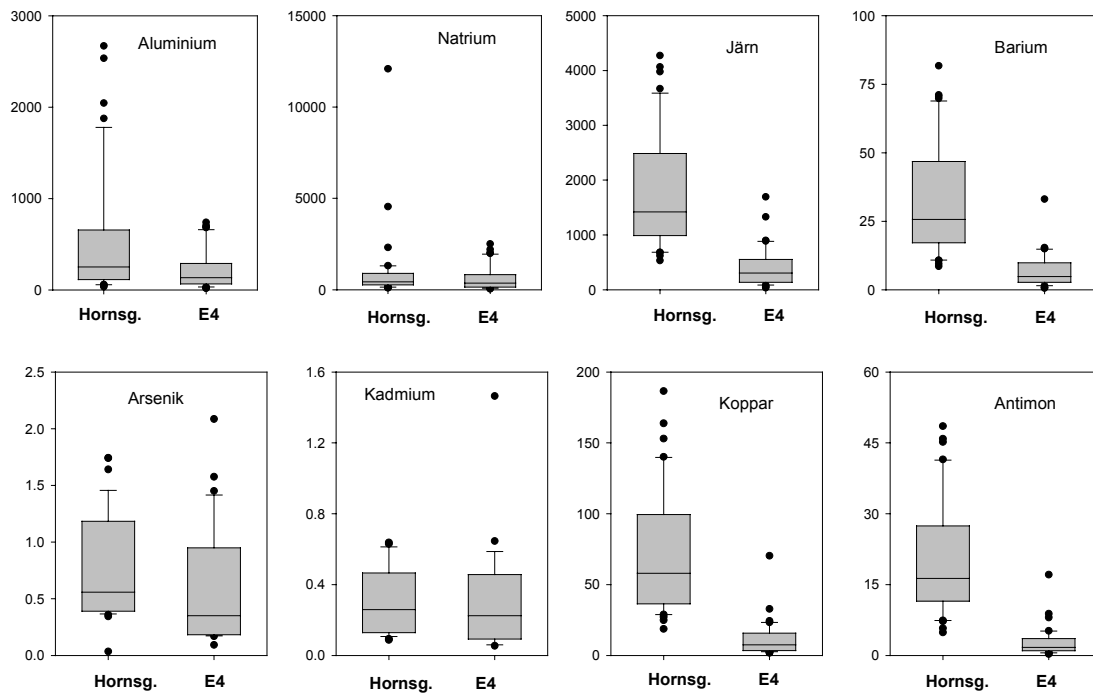 3000
2000
1000
0
Aluminium
Hornsg. E4
15000
10000
5000
0
Natrium
Hornsg. E4
5000
4000
3000
2000
1000
0
Järn
Hornsg. E4
100
75
50
25
0
Barium
Hornsg. E4
2.5
2.0
1.5
1.0
0.5
0.0
Arsenik
Hornsg. E4
1.6
1.2
0.8
0.4
0.0
Kadmium
Hornsg. E4
200
150
100
50
0
Koppar
Hornsg. E4
60
45
30
15
0
Antimon
Hornsg. E4